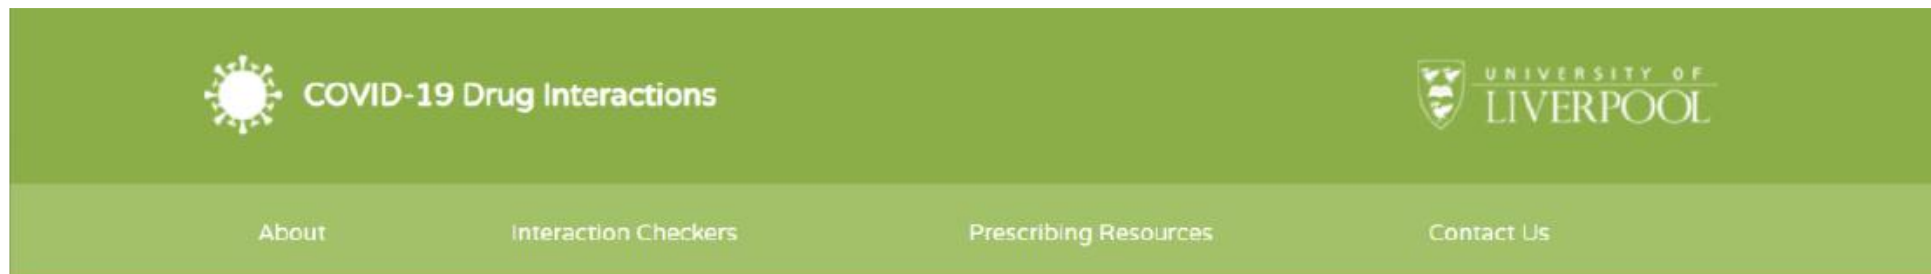 COVID-19 Drug Interactions
UNIVERSITY OF
LIVERPOOL
About Interaction Checkers Prescribing Resources Contact Us